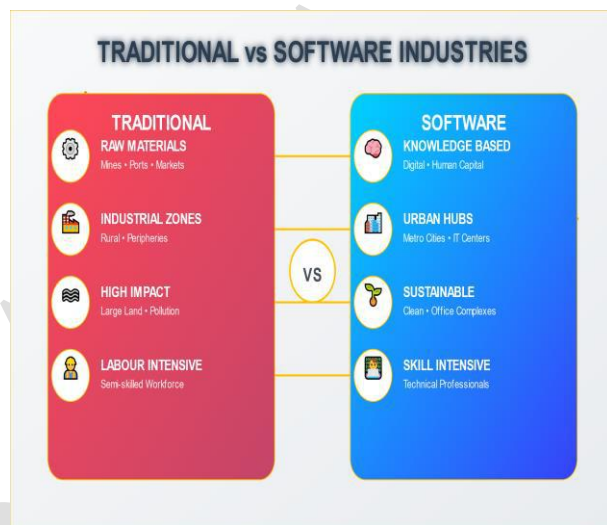 TRADITIONAL vs SOFTWARE INDUSTRIES
TRADITIONAL
RAW MATERIALS
Mines • Ports • Markets
INDUSTRIAL ZONES
Rural • Peripheries
HIGH IMPACT
Large Land • Pollution
LABOUR INTENSIVE
Semi-skilled Workforce
VS
SOFTWARE
KNOWLEDGE BASED
Digital • Human Capital
URBAN HUBS
Metro Cities • IT Centers
SUSTAINABLE
Clean • Office Complexes
SKILL INTENSIVE
Technical Professionals